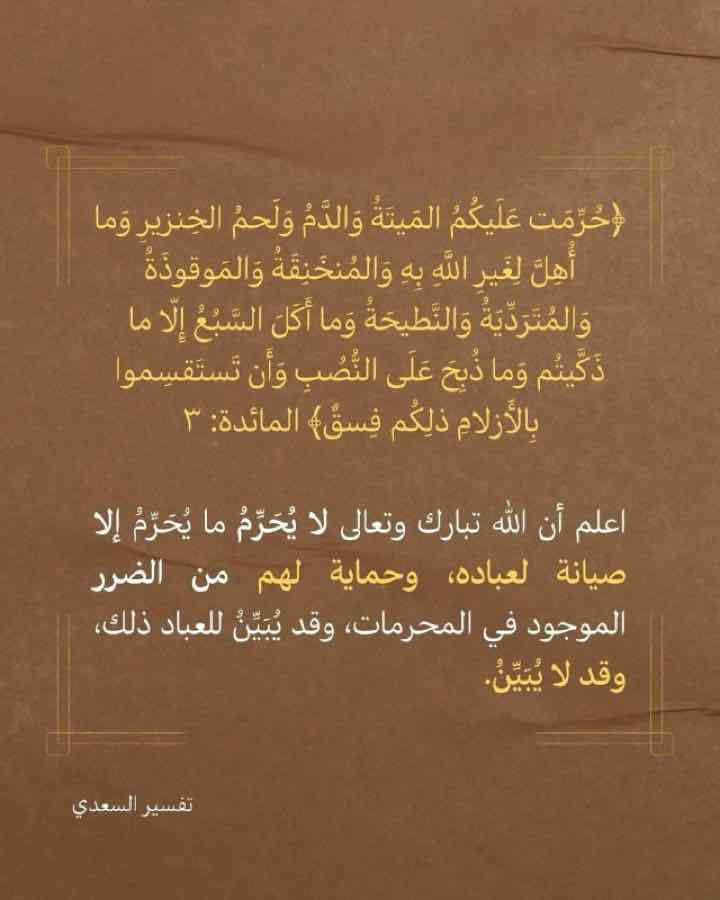 ﴿حُرِّمَت عَلَيكُمُ المَيتَةُ وَالدَّمُ وَلَحمُ الخِنزيرِ وَما
أُهِلَّ لِغَيرِ اللَّهِ بِهِ وَالمُنخَنِقَةُ وَالمَوقوذَةُ
وَالمُتَرَدِّيَةُ وَالنَّطيحَةُ وَما أَكَلَ السَّبُعُ إِلّا ما
ذَكَّيتُم وَما ذُبِحَ عَلَى النُّصُبِ وَأَن تَستَقسِموا
بِالأَزلامِ ذلِكُم فِسقٌ﴾ المائدة: ٣
اعلم أن الله تبارك وتعالى لا يُحَرِّمُ ما يُحَرِّمُ إلا
صيانة لعباده، وحماية لهم من الضرر
الموجود في المحرمات، وقد يُبَيِّنُ للعباد ذلك،
وقد لا يُبَيِّنُ.
تفسير السعدي